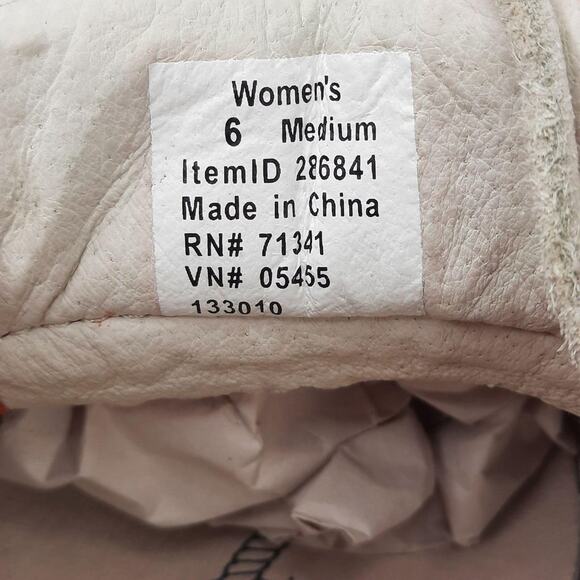 Women's
6 Medium
ItemID 286841
Made in China
RN# 71341
VN# 05455
133010